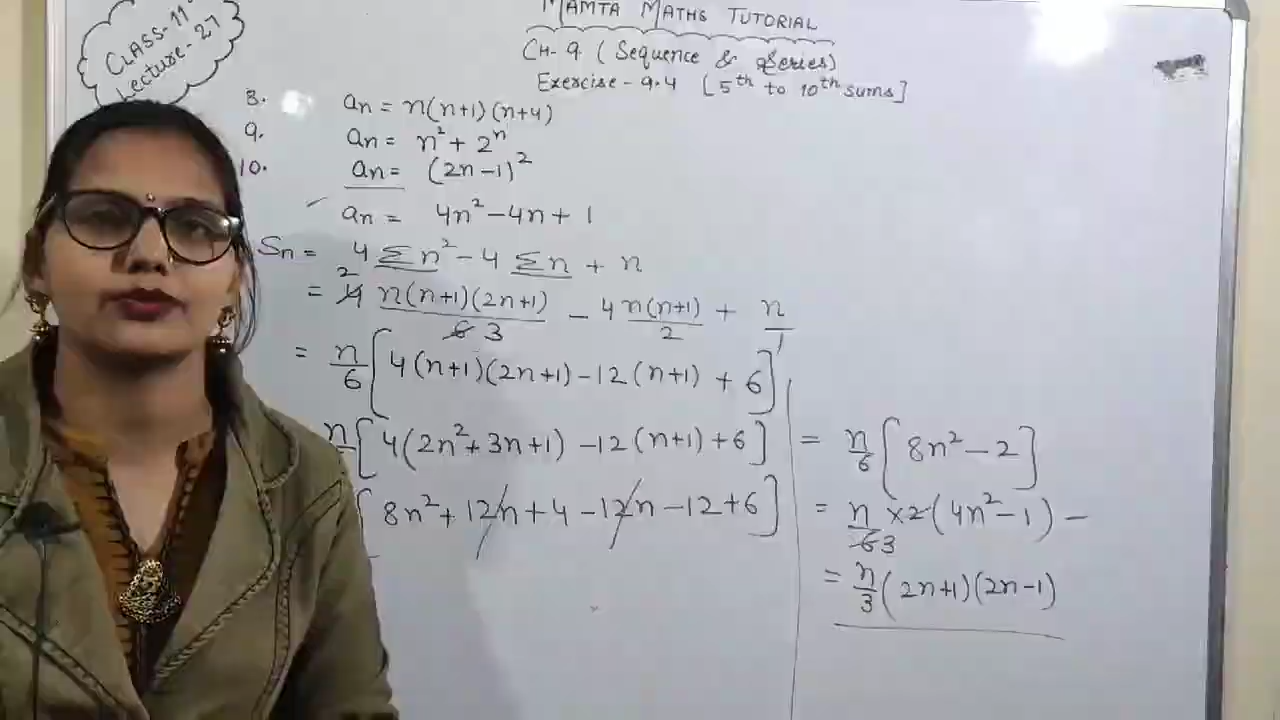 CLASS-11
Lecture-27
MAMTA MATHS TUTORIAL
CH-9 (Sequence & Series)
Exercise-9.4 [5th to 10th sums]
8. an = n(n+1)(n+4)
9. an = n² + 2ⁿ
10. an = (2n-1)²
an = 4n² - 4n + 1
Sn = 4 Σn² - 4 Σn + n
= 4 n(n+1)(2n+1)/6 - 4 n(n+1)/2 + n/1
2 3
= n/6 [4(n+1)(2n+1) - 12(n+1) + 6]
n [4(2n² + 3n + 1) - 12(n+1) + 6]
[8n² + 12n + 4 - 12n - 12 + 6]
= n/6 [8n² - 2]
= n/6 × 2(4n² - 1) -
3
= n/3 (2n+1)(2n-1)